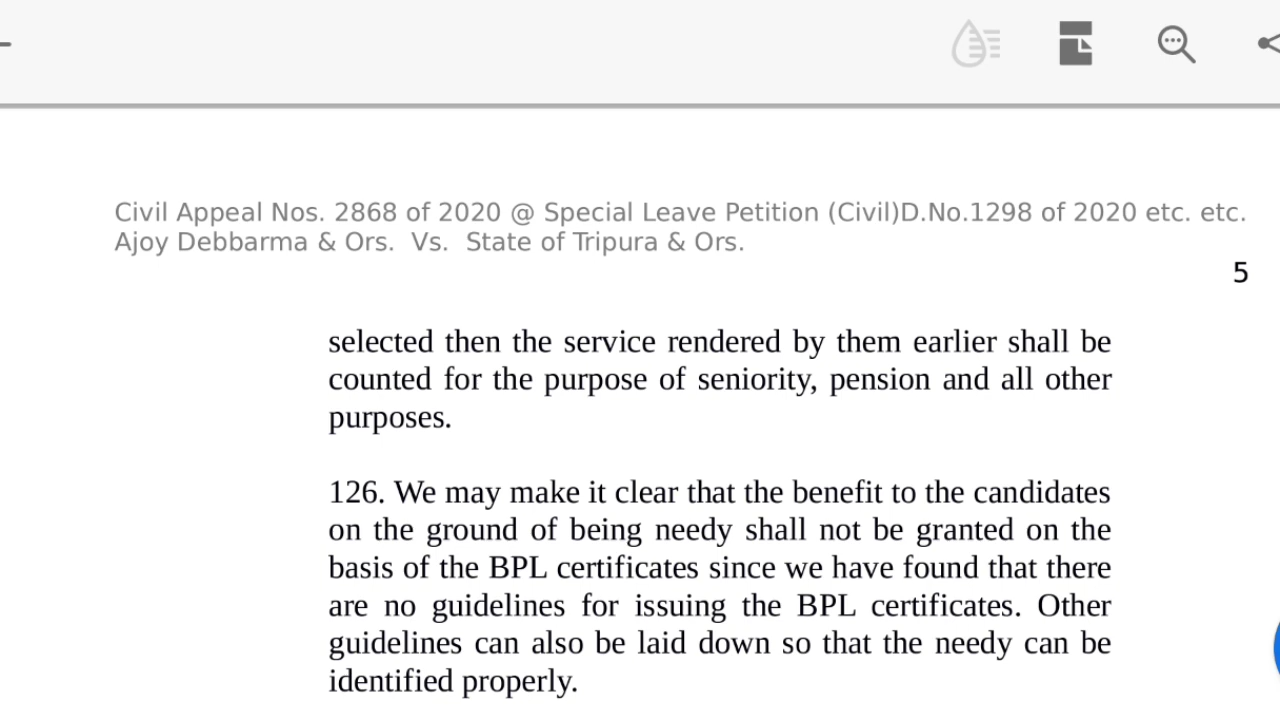 Civil Appeal Nos. 2868 of 2020 @ Special Leave Petition (Civil)D.No.1298 of 2020 etc. etc.
Ajoy Debbarma & Ors.  Vs.  State of Tripura & Ors.
5
selected then the service rendered by them earlier shall be
counted for the purpose of seniority, pension and all other
purposes.
126. We may make it clear that the benefit to the candidates
on the ground of being needy shall not be granted on the
basis of the BPL certificates since we have found that there
are no guidelines for issuing the BPL certificates. Other
guidelines can also be laid down so that the needy can be
identified properly.